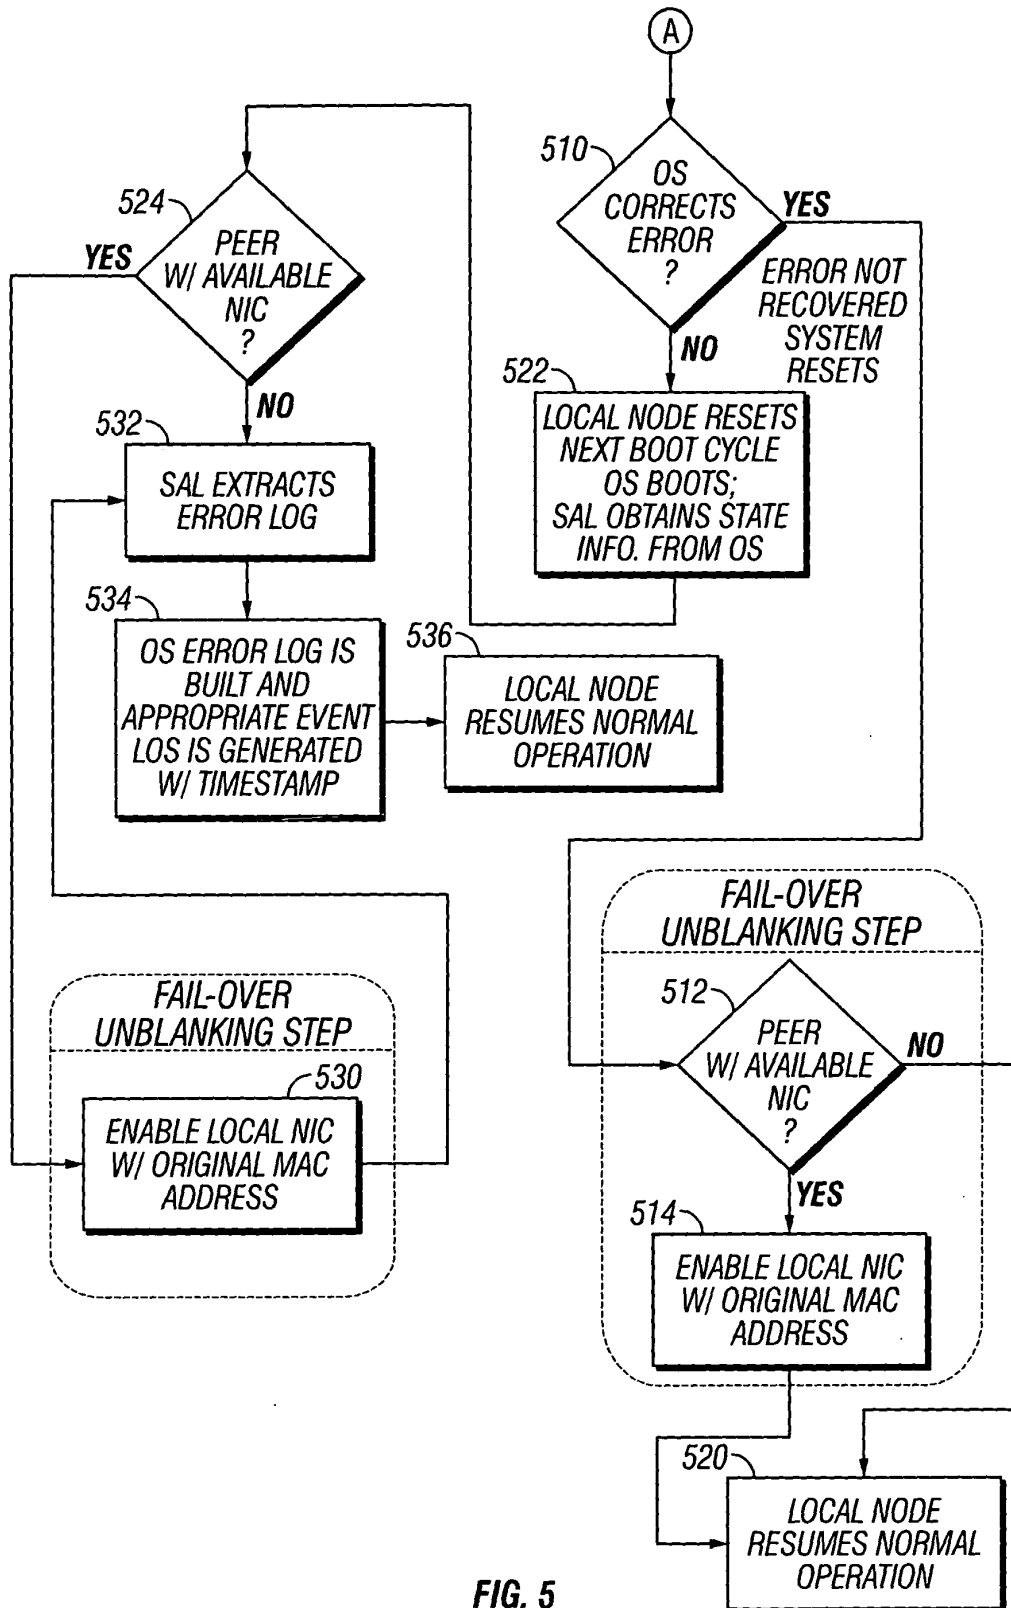 A
510
OS
CORRECTS
ERROR
?
YES
NO
ERROR NOT
RECOVERED
SYSTEM
RESETS
522
LOCAL NODE RESETS
NEXT BOOT CYCLE
OS BOOTS;
SAL OBTAINS STATE
INFO. FROM OS
524
PEER
W/ AVAILABLE
NIC
?
YES
NO
532
SAL EXTRACTS
ERROR LOG
534
OS ERROR LOG IS
BUILT AND
APPROPRIATE EVENT
LOS IS GENERATED
W/ TIMESTAMP
536
LOCAL NODE
RESUMES NORMAL
OPERATION
FAIL-OVER
UNBLANKING STEP
530
ENABLE LOCAL NIC
W/ ORIGINAL MAC
ADDRESS
FAIL-OVER
UNBLANKING STEP
512
PEER
W/ AVAILABLE
NIC
?
NO
YES
514
ENABLE LOCAL NIC
W/ ORIGINAL MAC
ADDRESS
520
LOCAL NODE
RESUMES NORMAL
OPERATION
FIG. 5